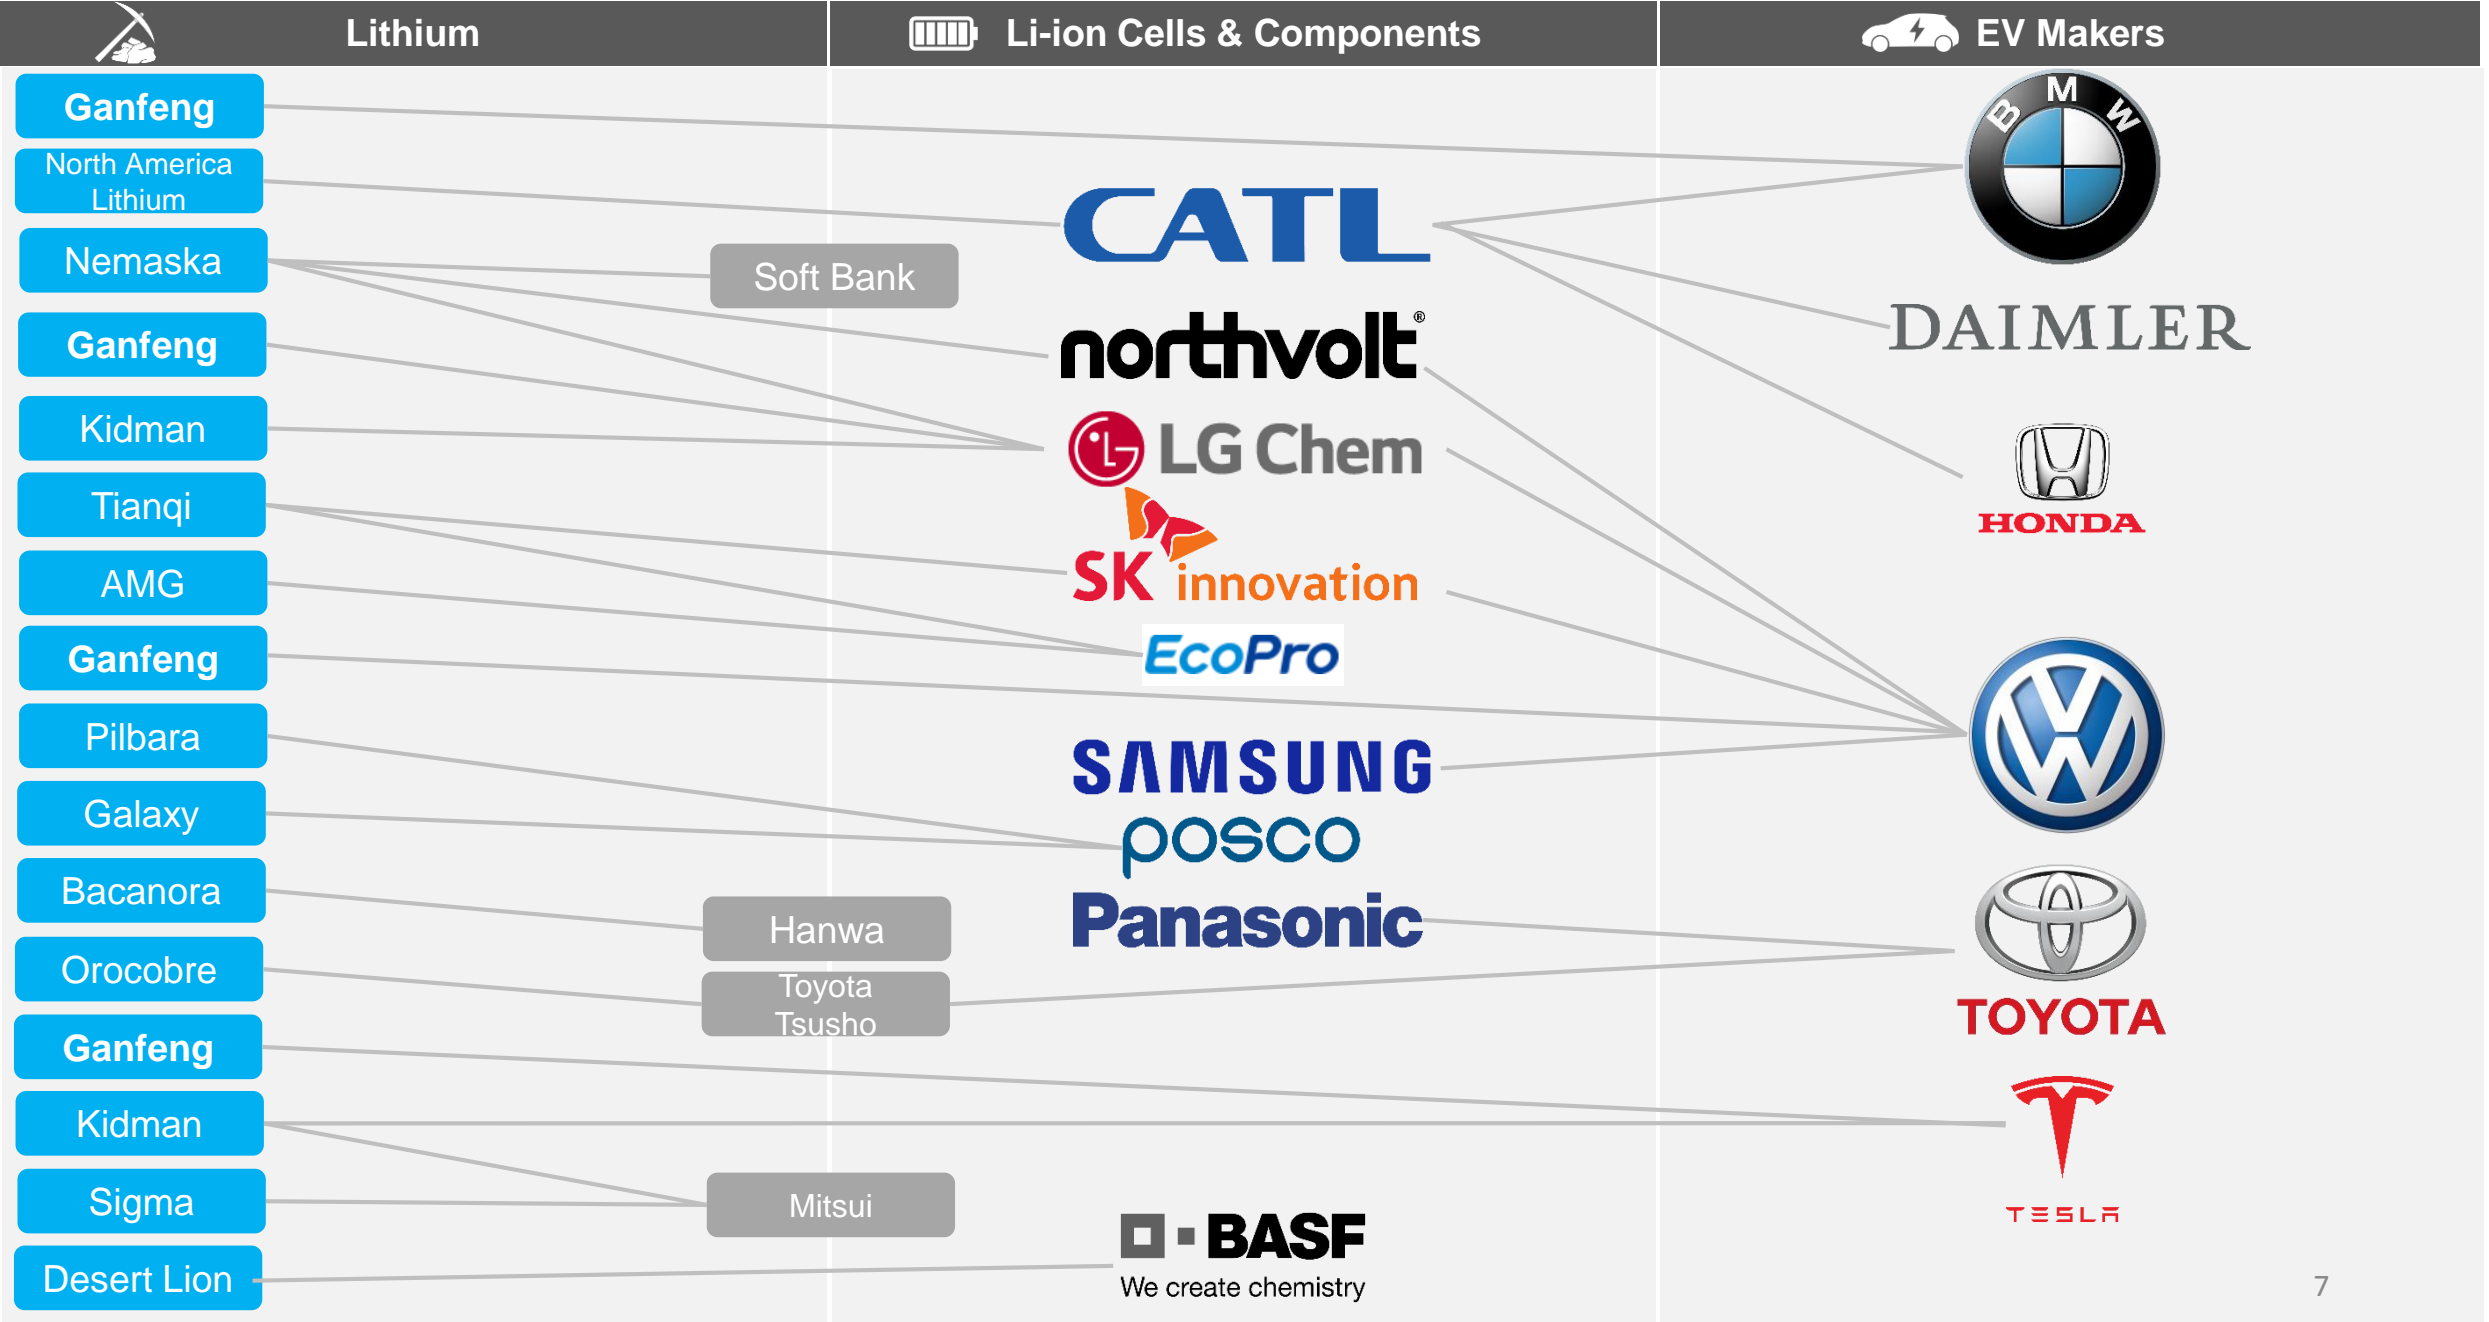 Lithium
Li-ion Cells & Components
EV Makers
Ganfeng
North America
Lithium
Nemaska
Ganfeng
Kidman
Tianqi
AMG
Ganfeng
Pilbara
Galaxy
Bacanora
Orocobre
Ganfeng
Kidman
Sigma
Desert Lion
Soft Bank
Hanwa
Toyota
Tsusho
Mitsui
CATL
northvolt®
LG Chem
SK innovation
EcoPro
SAMSUNG
posco
Panasonic
BASF
We create chemistry
BMW
DAIMLER
HONDA
VW
TOYOTA
TESLA
7